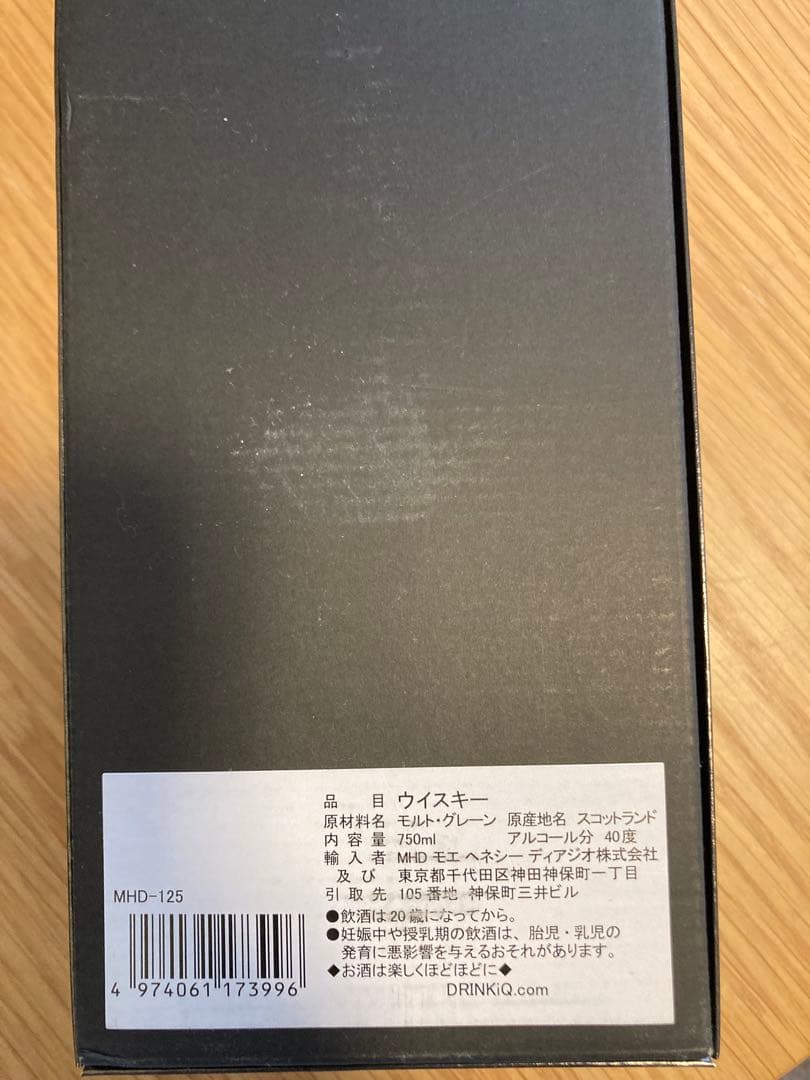 品　目　ウイスキー
原材料名　モルト・グレーン　原産地名　スコットランド
内容量　750ml　アルコール分　40度
輸入者　MHD モエ ヘネシー ディアジオ株式会社
及び　東京都千代田区神田神保町一丁目
引取先　105番地 神保町三井ビル
●飲酒は20歳になってから。
●妊娠中や授乳期の飲酒は、胎児・乳児の
発育に悪影響を与えるおそれがあります。
◆お酒は楽しくほどほどに◆
DRINKiQ.com
MHD-125
4 974061 173996